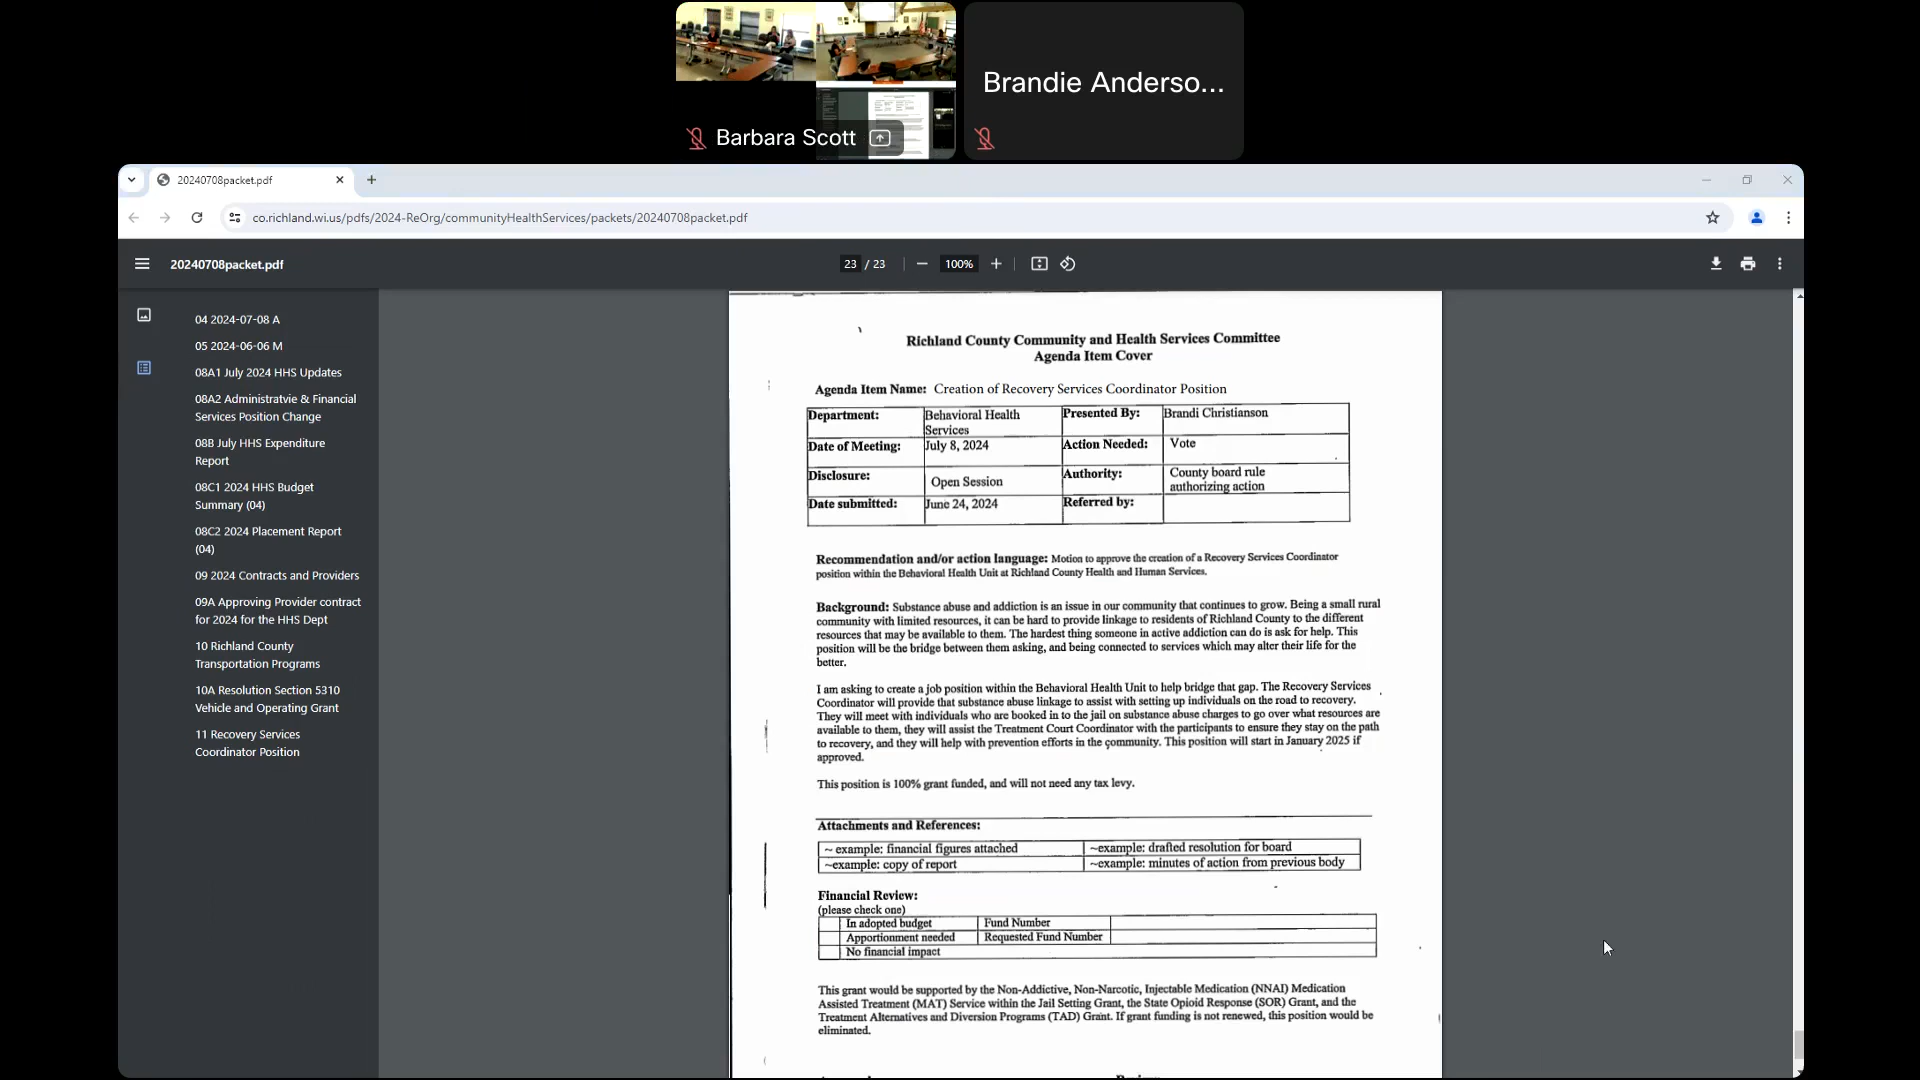 Barbara Scott
Brandie Anderso...
20240708packet.pdf
co.richland.wi.us/pdfs/2024-ReOrg/communityHealthServices/packets/20240708packet.pdf
20240708packet.pdf
23 / 23
100%
04 2024-07-08 A
05 2024-06-06 M
08A1 July 2024 HHS Updates
08A2 Administratvie & Financial
Services Position Change
08B July HHS Expenditure
Report
08C1 2024 HHS Budget
Summary (04)
08C2 2024 Placement Report
(04)
09 2024 Contracts and Providers
09A Approving Provider contract
for 2024 for the HHS Dept
10 Richland County
Transportation Programs
10A Resolution Section 5310
Vehicle and Operating Grant
11 Recovery Services
Coordinator Position
Richland County Community and Health Services Committee
Agenda Item Cover
Agenda Item Name: Creation of Recovery Services Coordinator Position
Department: Behavioral Health Services Presented By: Brandi Christianson
Date of Meeting: July 8, 2024 Action Needed: Vote
Disclosure: Open Session Authority: County board rule authorizing action
Date submitted: June 24, 2024 Referred by:
Recommendation and/or action language: Motion to approve the creation of a Recovery Services Coordinator
position within the Behavioral Health Unit at Richland County Health and Human Services.
Background: Substance abuse and addiction is an issue in our community that continues to grow. Being a small rural
community with limited resources, it can be hard to provide linkage to residents of Richland County to the different
resources that may be available to them. The hardest thing someone in active addiction can do is ask for help. This
position will be the bridge between them asking, and being connected to services which may alter their life for the
better.
I am asking to create a job position within the Behavioral Health Unit to help bridge that gap. The Recovery Services
Coordinator will provide that substance abuse linkage to assist with setting up individuals on the road to recovery.
They will meet with individuals who are booked in to the jail on substance abuse charges to go over what resources are
available to them, they will assist the Treatment Court Coordinator with the participants to ensure they stay on the path
to recovery, and they will help with prevention efforts in the community. This position will start in January 2025 if
approved.
This position is 100% grant funded, and will not need any tax levy.
Attachments and References:
~ example: financial figures attached ~example: drafted resolution for board
~example: copy of report ~example: minutes of action from previous body
Financial Review:
(please check one)
In adopted budget Fund Number
Apportionment needed Requested Fund Number
No financial impact
This grant would be supported by the Non-Addictive, Non-Narcotic, Injectable Medication (NNAI) Medication
Assisted Treatment (MAT) Service within the Jail Setting Grant, the State Opioid Response (SOR) Grant, and the
Treatment Alternatives and Diversion Programs (TAD) Grant. If grant funding is not renewed, this position would be
eliminated.